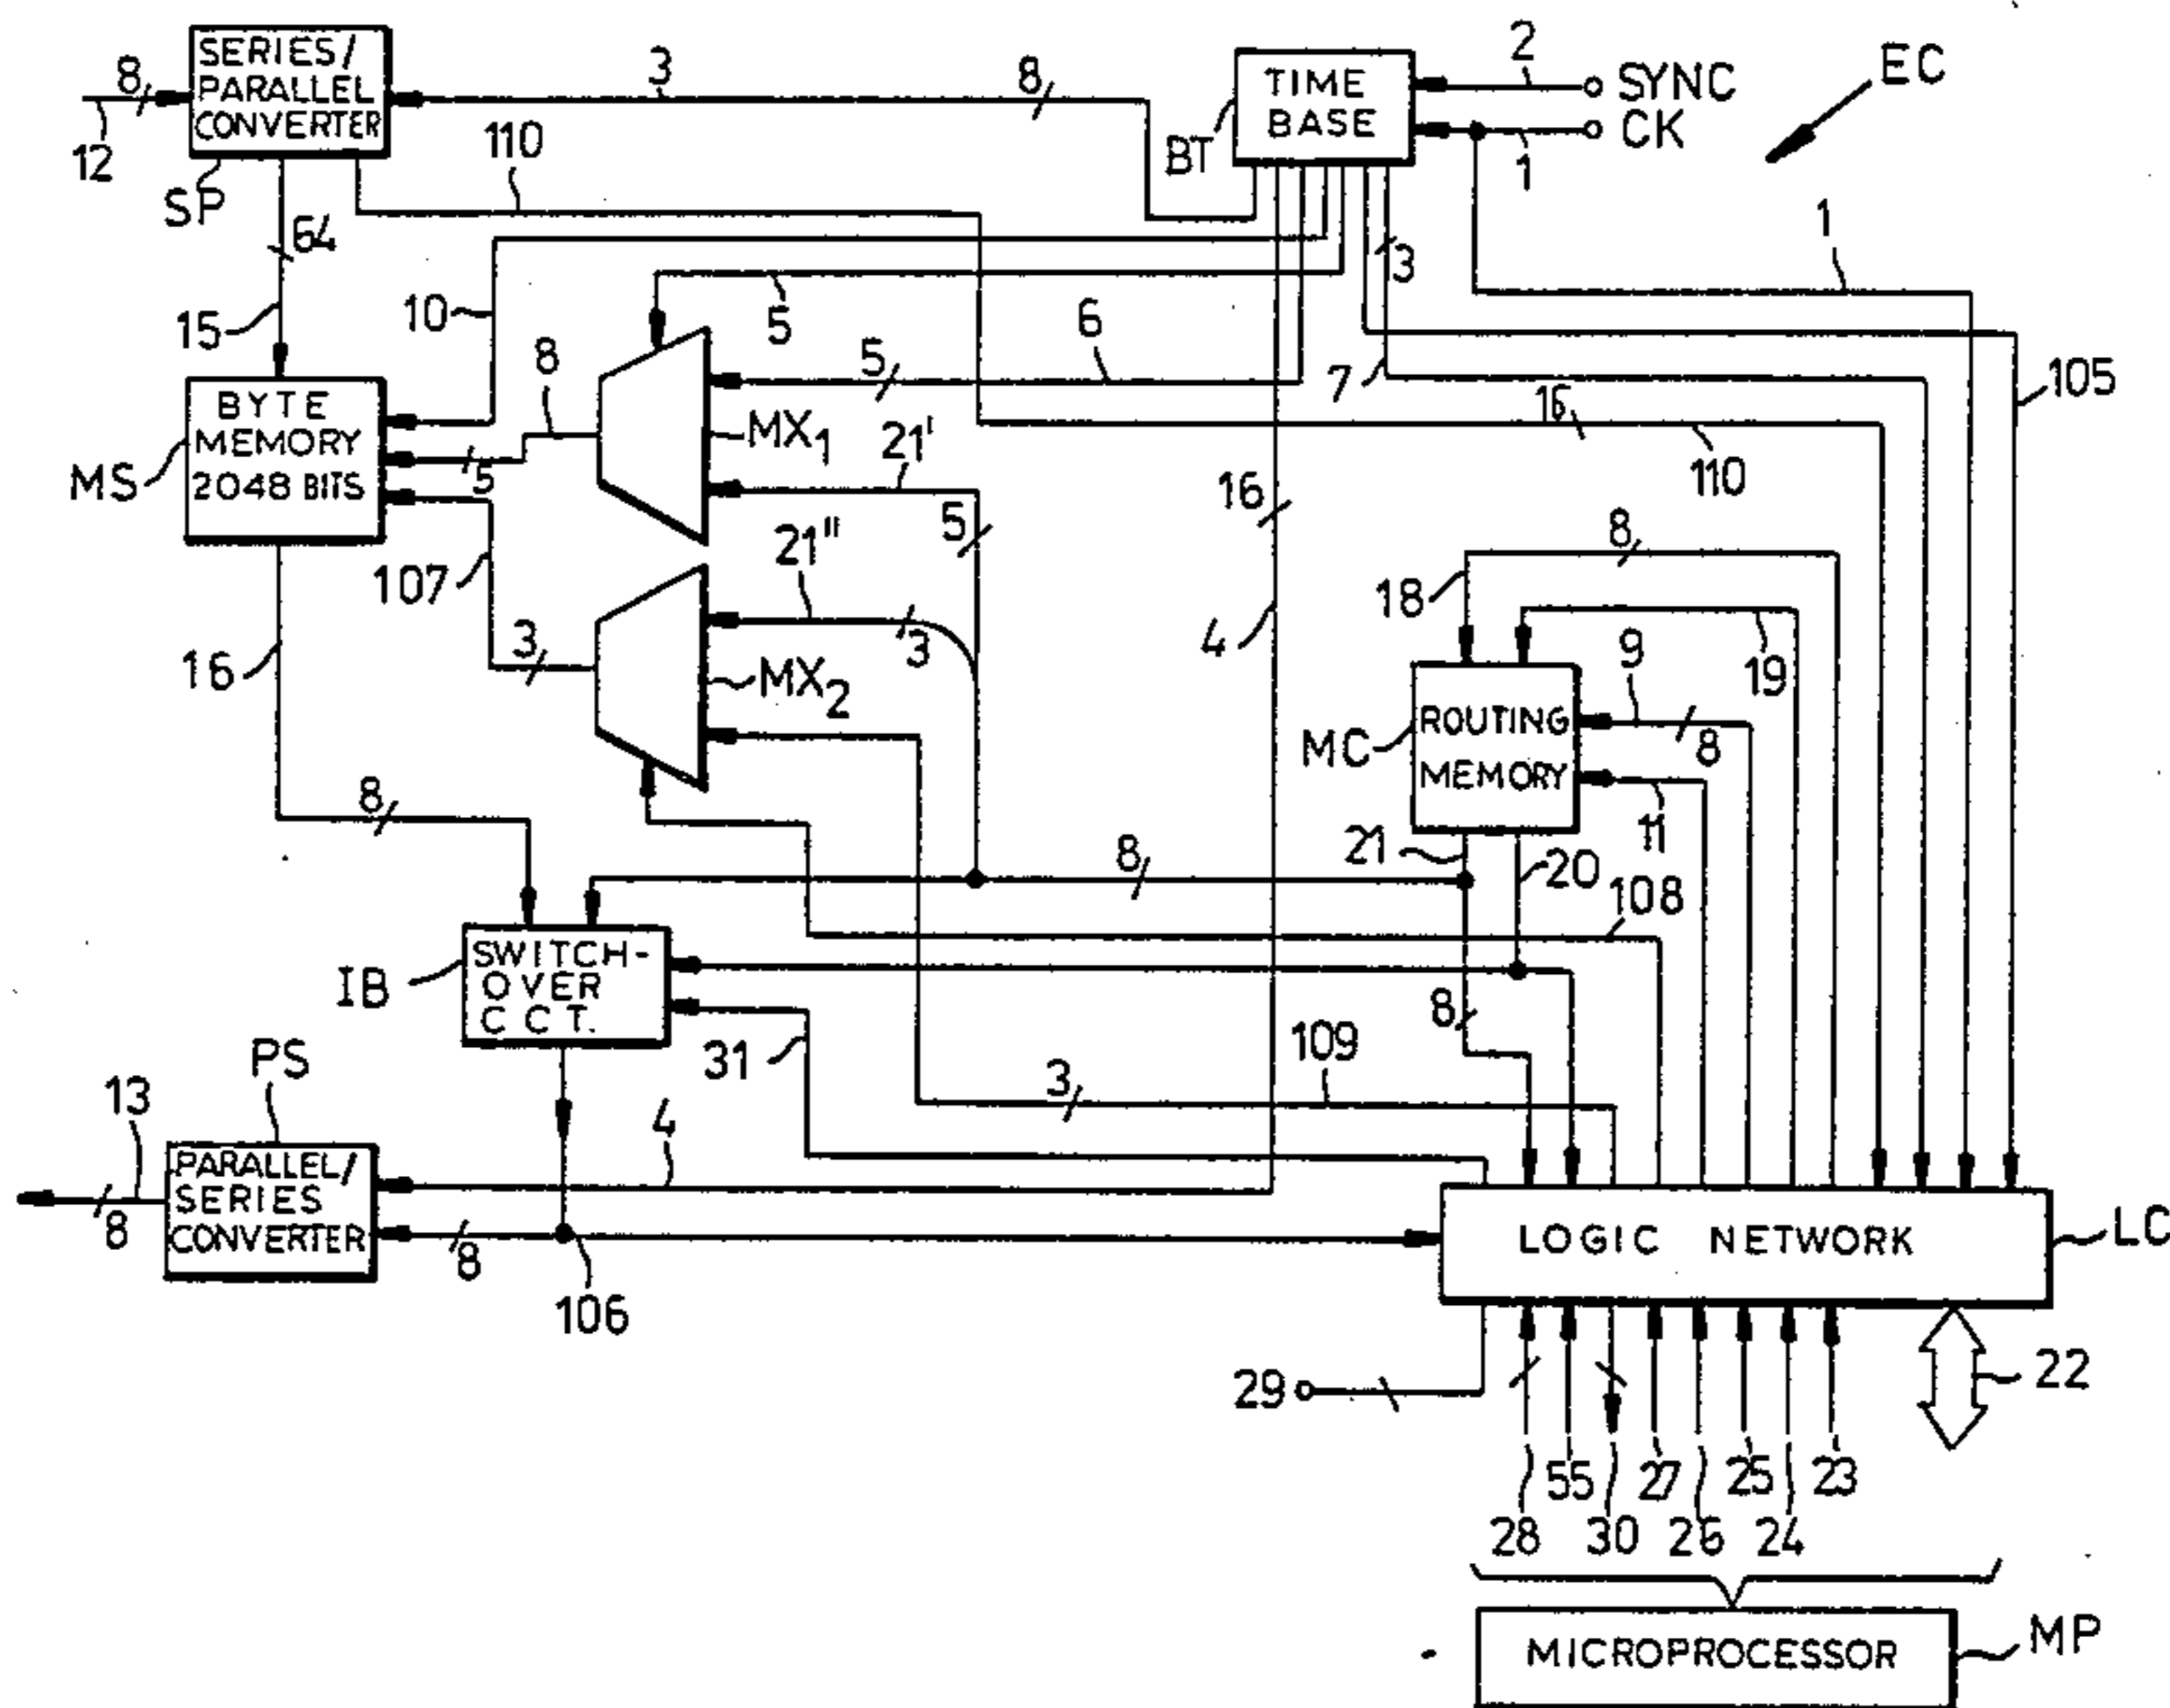 SERIES/
PARALLEL
CONVERTER
8
12
SP
3
8
110
TIME
BASE
BT
2
SYNC
CK
1
EC
64
15
10
5
6
5
3
7
1
105
BYTE
MEMORY
2048 BITS
MS
8
5
MX1
21'
16
110
16
5
21"
107
3
3
MX2
4
8
18
19
9
8
ROUTING
MEMORY
MC
11
16
8
8
21
20
108
SWITCH-
OVER
CCT.
IB
8
31
109
3
PS
13
4
PARALLEL/
SERIES
CONVERTER
8
8
106
LOGIC NETWORK
LC
29
22
55
27
25
23
28
30
26
24
MICROPROCESSOR
MP